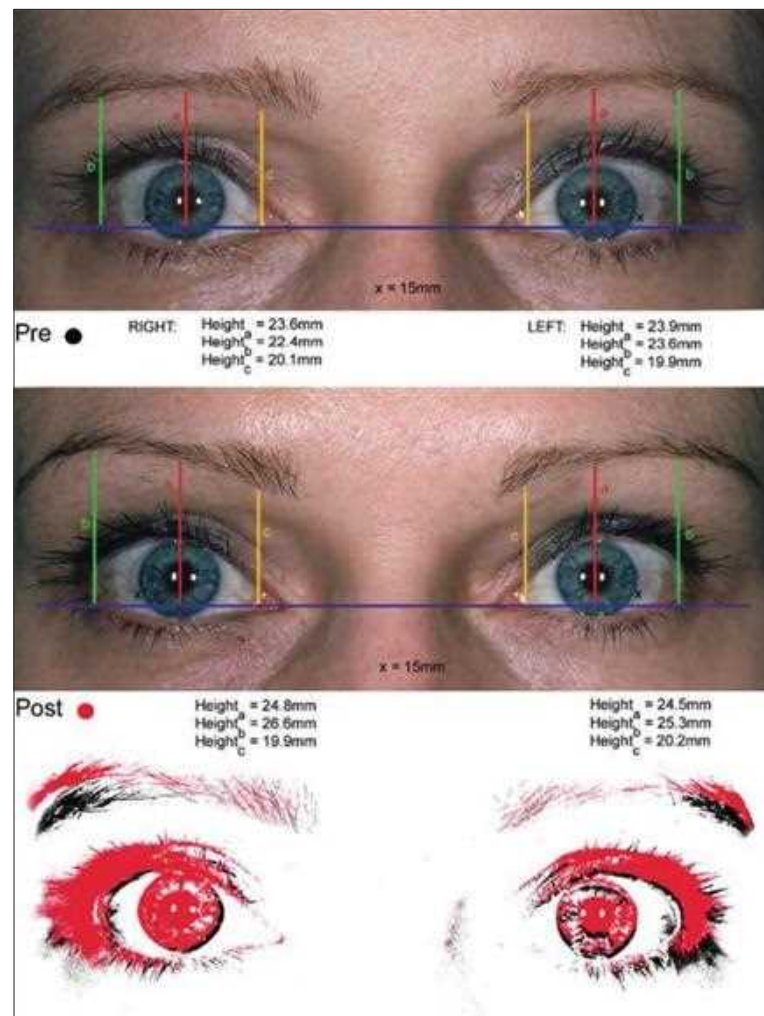 a
a
b
c
c
b
x
x
x = 15mm
Pre
RIGHT:
Height a = 23.6mm
Height b = 22.4mm
Height c = 20.1mm
LEFT:
Height a = 23.9mm
Height b = 23.6mm
Height c = 19.9mm
a
b
c
a
c
b
x
x
x = 15mm
Post
Height a = 24.8mm
Height b = 26.6mm
Height c = 19.9mm
Height a = 24.5mm
Height b = 25.3mm
Height c = 20.2mm